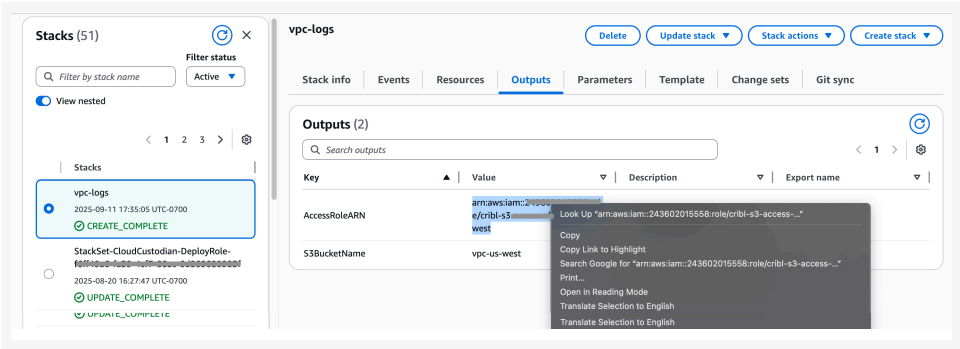 Stacks (51)
Filter status
Filter by stack name
Active
View nested
1 2 3
Stacks
vpc-logs
2025-09-11 17:35:05 UTC-0700
CREATE_COMPLETE
StackSet-CloudCustodian-DeployRole-
2025-08-20 16:27:47 UTC-0700
UPDATE_COMPLETE
UPDATE_COMPLETE
vpc-logs
Delete
Update stack
Stack actions
Create stack
Stack info
Events
Resources
Outputs
Parameters
Template
Change sets
Git sync
Outputs (2)
Search outputs
1
Key
Value
Description
Export name
AccessRoleARN
arn:aws:iam::
e/cribl-s3
west
S3BucketName
vpc-us-west
Look Up "arn:aws:iam::243602015558:role/cribl-s3-access-..."
Copy
Copy Link to Highlight
Search Google for "arn:aws:iam::243602015558:role/cribl-s3-access-..."
Print...
Open in Reading Mode
Translate Selection to English
Translate Selection to English